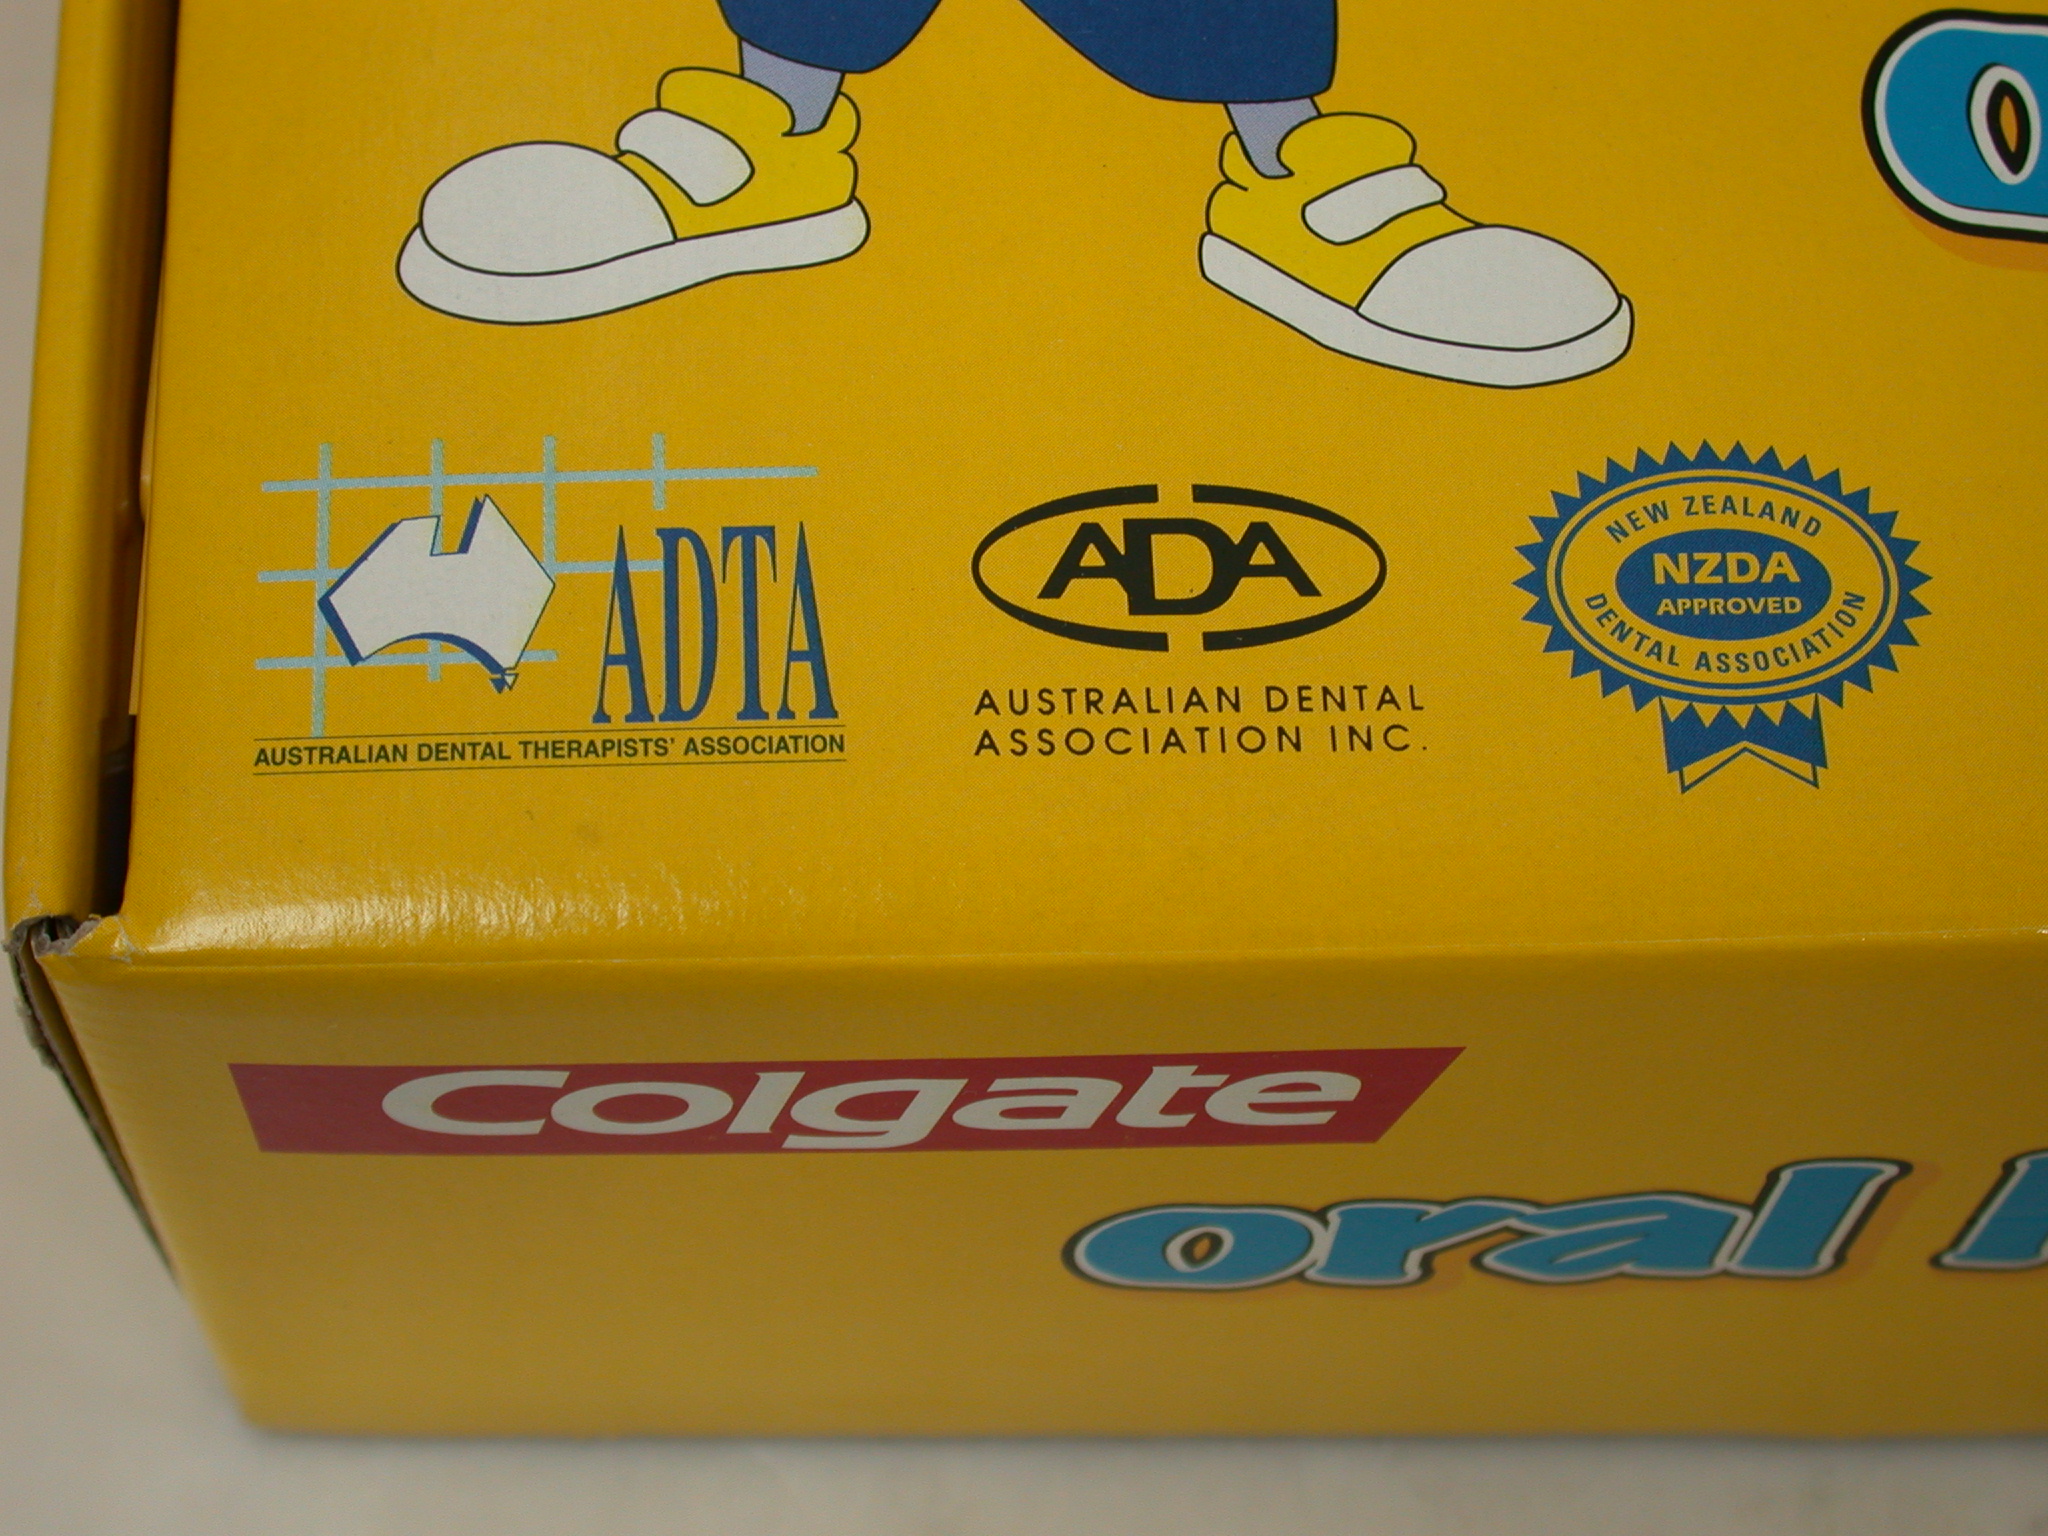 ADTA
AUSTRALIAN DENTAL THERAPISTS' ASSOCIATION
ADA
AUSTRALIAN DENTAL
ASSOCIATION INC.
NEW ZEALAND
NZDA
APPROVED
DENTAL ASSOCIATION
Colgate
oral